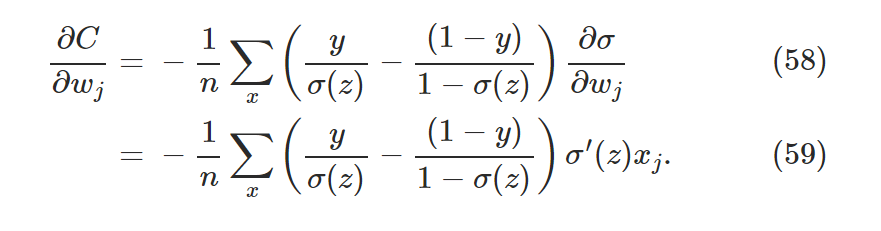 ∂C/∂w_j = − 1/n ∑_x ( y/σ(z) − (1 − y)/(1 − σ(z)) ) ∂σ/∂w_j (58)
= − 1/n ∑_x ( y/σ(z) − (1 − y)/(1 − σ(z)) ) σ′(z)x_j. (59)